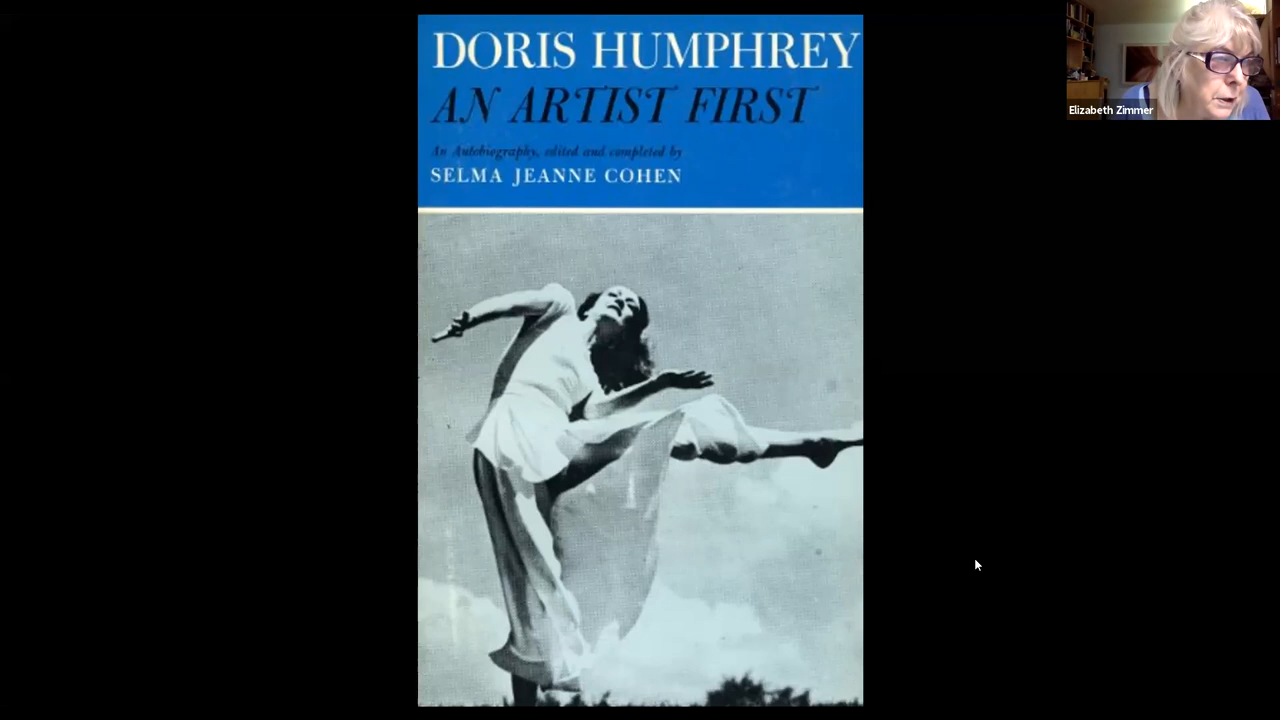 DORIS HUMPHREY
AN ARTIST FIRST
An Autobiography, edited and completed by
SELMA JEANNE COHEN
Elizabeth Zimmer